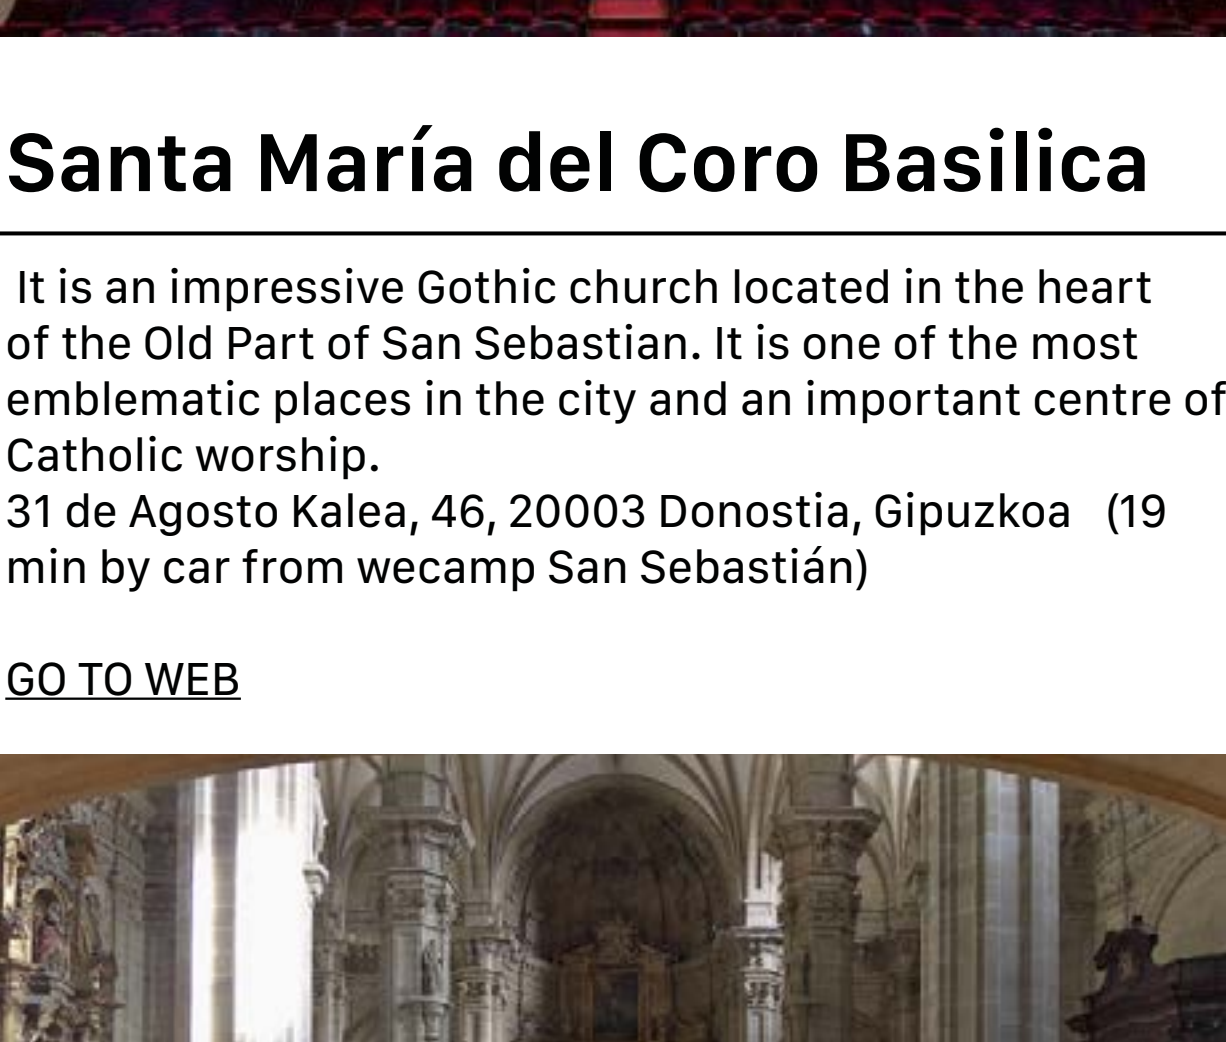 Santa María del Coro Basilica
It is an impressive Gothic church located in the heart
of the Old Part of San Sebastian. It is one of the most
emblematic places in the city and an important centre of
Catholic worship.
31 de Agosto Kalea, 46, 20003 Donostia, Gipuzkoa   (19
min by car from wecamp San Sebastián)
GO TO WEB